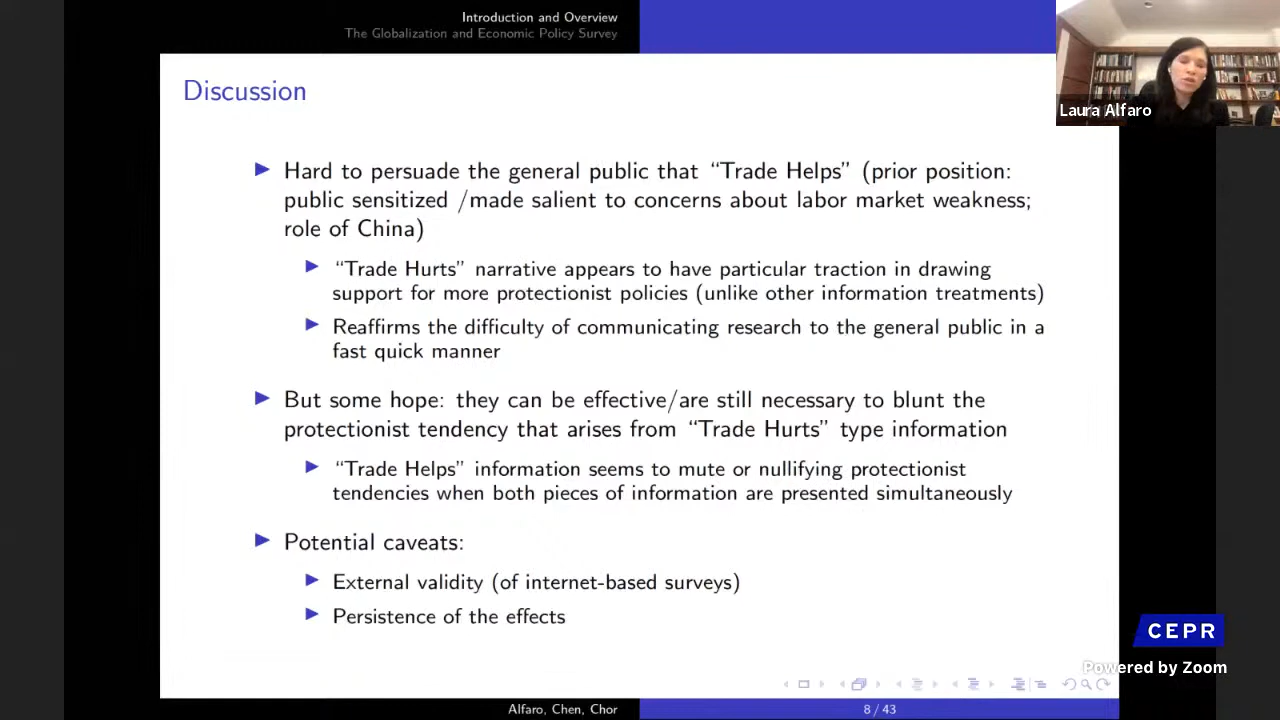 Introduction and Overview
The Globalization and Economic Policy Survey
Laura Alfaro
Discussion
Hard to persuade the general public that “Trade Helps” (prior position:
public sensitized /made salient to concerns about labor market weakness;
role of China)
“Trade Hurts” narrative appears to have particular traction in drawing
support for more protectionist policies (unlike other information treatments)
Reaffirms the difficulty of communicating research to the general public in a
fast quick manner
But some hope: they can be effective/are still necessary to blunt the
protectionist tendency that arises from “Trade Hurts” type information
“Trade Helps” information seems to mute or nullifying protectionist
tendencies when both pieces of information are presented simultaneously
Potential caveats:
External validity (of internet-based surveys)
Persistence of the effects
CEPR
Powered by Zoom
Alfaro, Chen, Chor
8 / 43